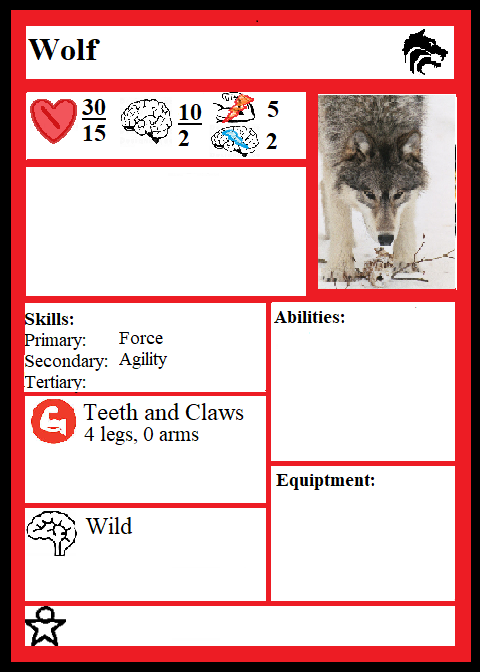 Wolf
30
15
10
2
5
2
Skills:
Primary: Force
Secondary: Agility
Tertiary:
Abilities:
Teeth and Claws
4 legs, 0 arms
Equiptment:
Wild